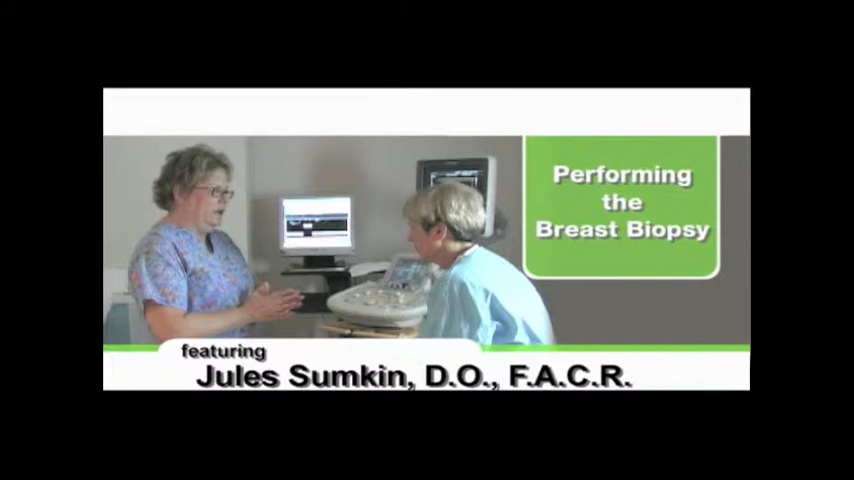 Performing
the
Breast Biopsy
featuring
Jules Sumkin, D.O., F.A.C.R.